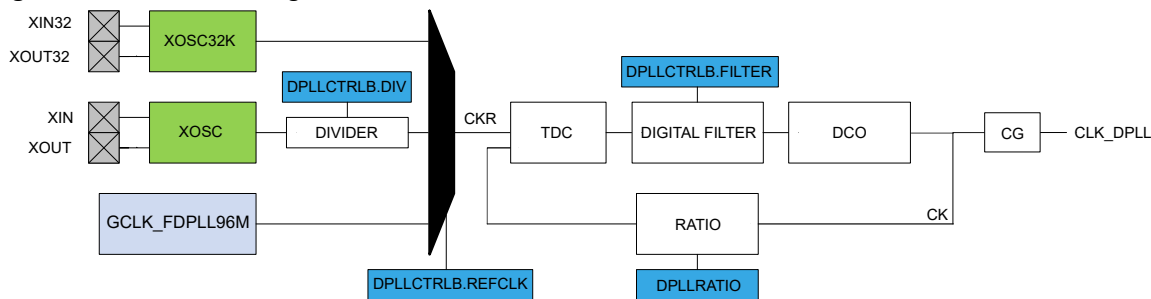 XIN32
XOUT32
XOSC32K
DPLLCTRLB.DIV
DPLLCTRLB.FILTER
XIN
XOUT
XOSC
DIVIDER
CKR
TDC
DIGITAL FILTER
DCO
CG
CLK_DPLL
GCLK_FDPLL96M
RATIO
CK
DPLLCTRLB.REFCLK
DPLLRATIO